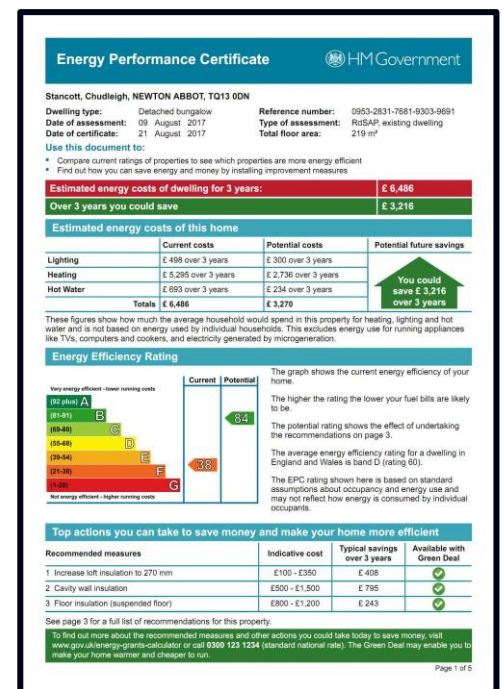 Energy Performance Certificate
HM Government
Stancott, Chudleigh, NEWTON ABBOT, TQ13 0DN
Dwelling type: Detached bungalow
Date of assessment: 09 August 2017
Date of certificate: 21 August 2017
Reference number: 0953-2831-7681-9303-9691
Type of assessment: RdSAP, existing dwelling
Total floor area: 219 m²
Use this document to:
• Compare current ratings of properties to see which properties are more energy efficient
• Find out how you can save energy and money by installing improvement measures
Estimated energy costs of dwelling for 3 years: £ 6,486
Over 3 years you could save £ 3,216
Estimated energy costs of this home
Current costs Potential costs Potential future savings
Lighting £ 498 over 3 years £ 300 over 3 years
Heating £ 5,295 over 3 years £ 2,736 over 3 years
Hot Water £ 693 over 3 years £ 234 over 3 years
Totals £ 6,486 £ 3,270
You could
save £ 3,216
over 3 years
These figures show how much the average household would spend in this property for heating, lighting and hot
water and is not based on energy used by individual households. This excludes energy use for running appliances
like TVs, computers and cookers, and electricity generated by microgeneration.
Energy Efficiency Rating
Current Potential
Very energy efficient - lower running costs
(92 plus) A
(81-91) B
(69-80) C
(55-68) D
(39-54) E
(21-38) F
(1-20) G
Not energy efficient - higher running costs
38
84
The graph shows the current energy efficiency of your
home.
The higher the rating the lower your fuel bills are likely
to be.
The potential rating shows the effect of undertaking
the recommendations on page 3.
The average energy efficiency rating for a dwelling in
England and Wales is band D (rating 60).
The EPC rating shown here is based on standard
assumptions about occupancy and energy use and
may not reflect how energy is consumed by individual
occupants.
Top actions you can take to save money and make your home more efficient
Recommended measures Indicative cost Typical savings over 3 years Available with Green Deal
1 Increase loft insulation to 270 mm £100 - £350 £ 408
2 Cavity wall insulation £500 - £1,500 £ 795
3 Floor insulation (suspended floor) £800 - £1,200 £ 243
See page 3 for a full list of recommendations for this property.
To find out more about the recommended measures and other actions you could take today to save money, visit
www.gov.uk/energy-grants-calculator or call 0300 123 1234 (standard national rate). The Green Deal may enable you to
make your home warmer and cheaper to run.
Page 1 of 5